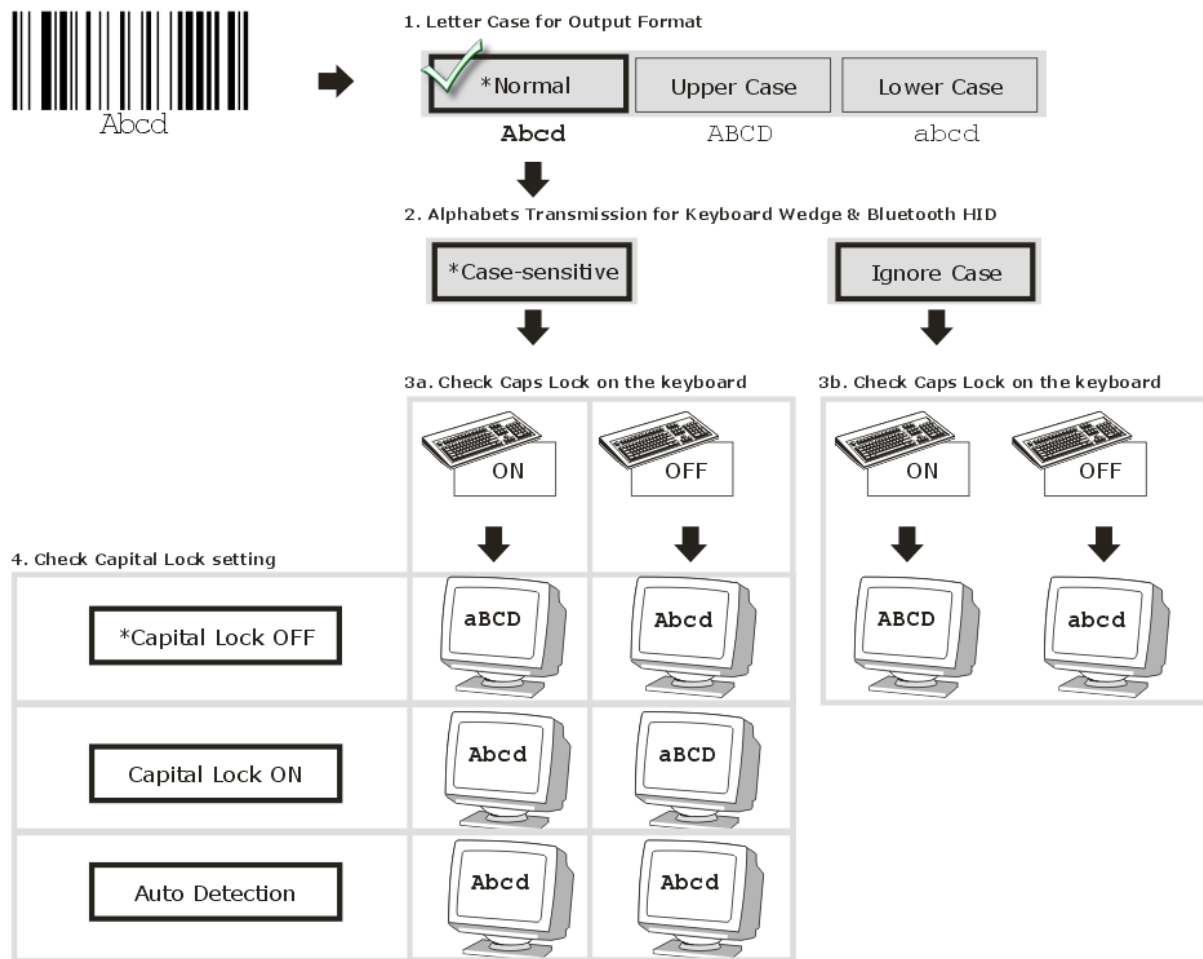 Abcd
1. Letter Case for Output Format
*Normal
Upper Case
Lower Case
Abcd
ABCD
abcd
2. Alphabets Transmission for Keyboard Wedge & Bluetooth HID
*Case-sensitive
Ignore Case
3a. Check Caps Lock on the keyboard
3b. Check Caps Lock on the keyboard
ON
OFF
ON
OFF
4. Check Capital Lock setting
*Capital Lock OFF
aBCD
Abcd
ABCD
abcd
Capital Lock ON
Abcd
aBCD
Auto Detection
Abcd
Abcd